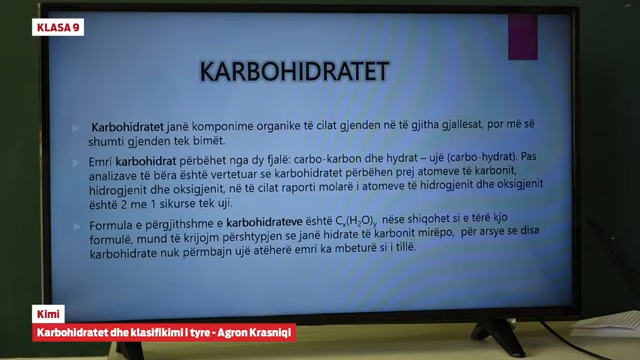 KLASA 9
KARBOHIDRATET
Karbohidratet janë komponime organike të cilat gjenden në të gjitha gjallesat, por më së
shumti gjenden tek bimët.
Emri karbohidrat përbëhet nga dy fjalë: carbo-karbon dhe hydrat – ujë (carbo-hydrat). Pas
analizave të bëra është vertetuar se karbohidratet përbëhen prej atomeve të karbonit,
hidrogjenit dhe oksigjenit, në të cilat raporti molarë i atomeve të hidrogjenit dhe oksigjenit
është 2 me 1 sikurse tek uji.
Formula e përgjithshme e karbohidrateve është Cₓ(H₂O)ᵧ nëse shiqohet si e tërë kjo
formulë, mund të krijojm përshtypjen se janë hidrate të karbonit mirëpo, për arsye se disa
karbohidrate nuk përmbajn ujë atëherë emri ka mbeturë si i tillë.
Kimi
Karbohidratet dhe klasifikimi i tyre - Agron Krasniqi